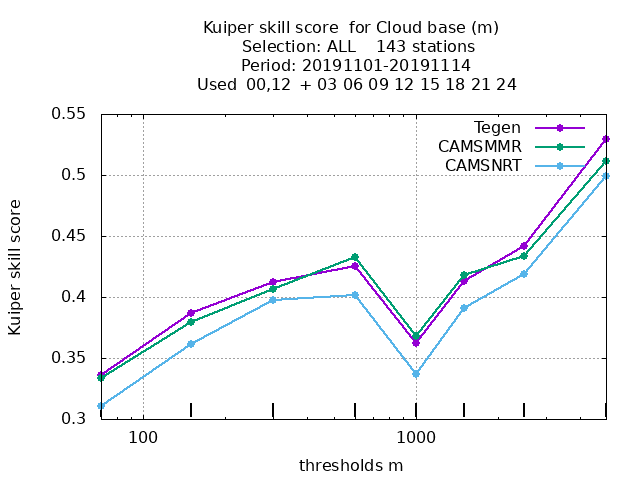 Kuiper skill score  for Cloud base (m)
Selection: ALL    143 stations
Period: 20191101-20191114
Used  00,12  + 03 06 09 12 15 18 21 24
Kuiper skill score
0.55
0.5
0.45
0.4
0.35
0.3
Tegen
CAMSMMR
CAMSNRT
100
1000
thresholds m